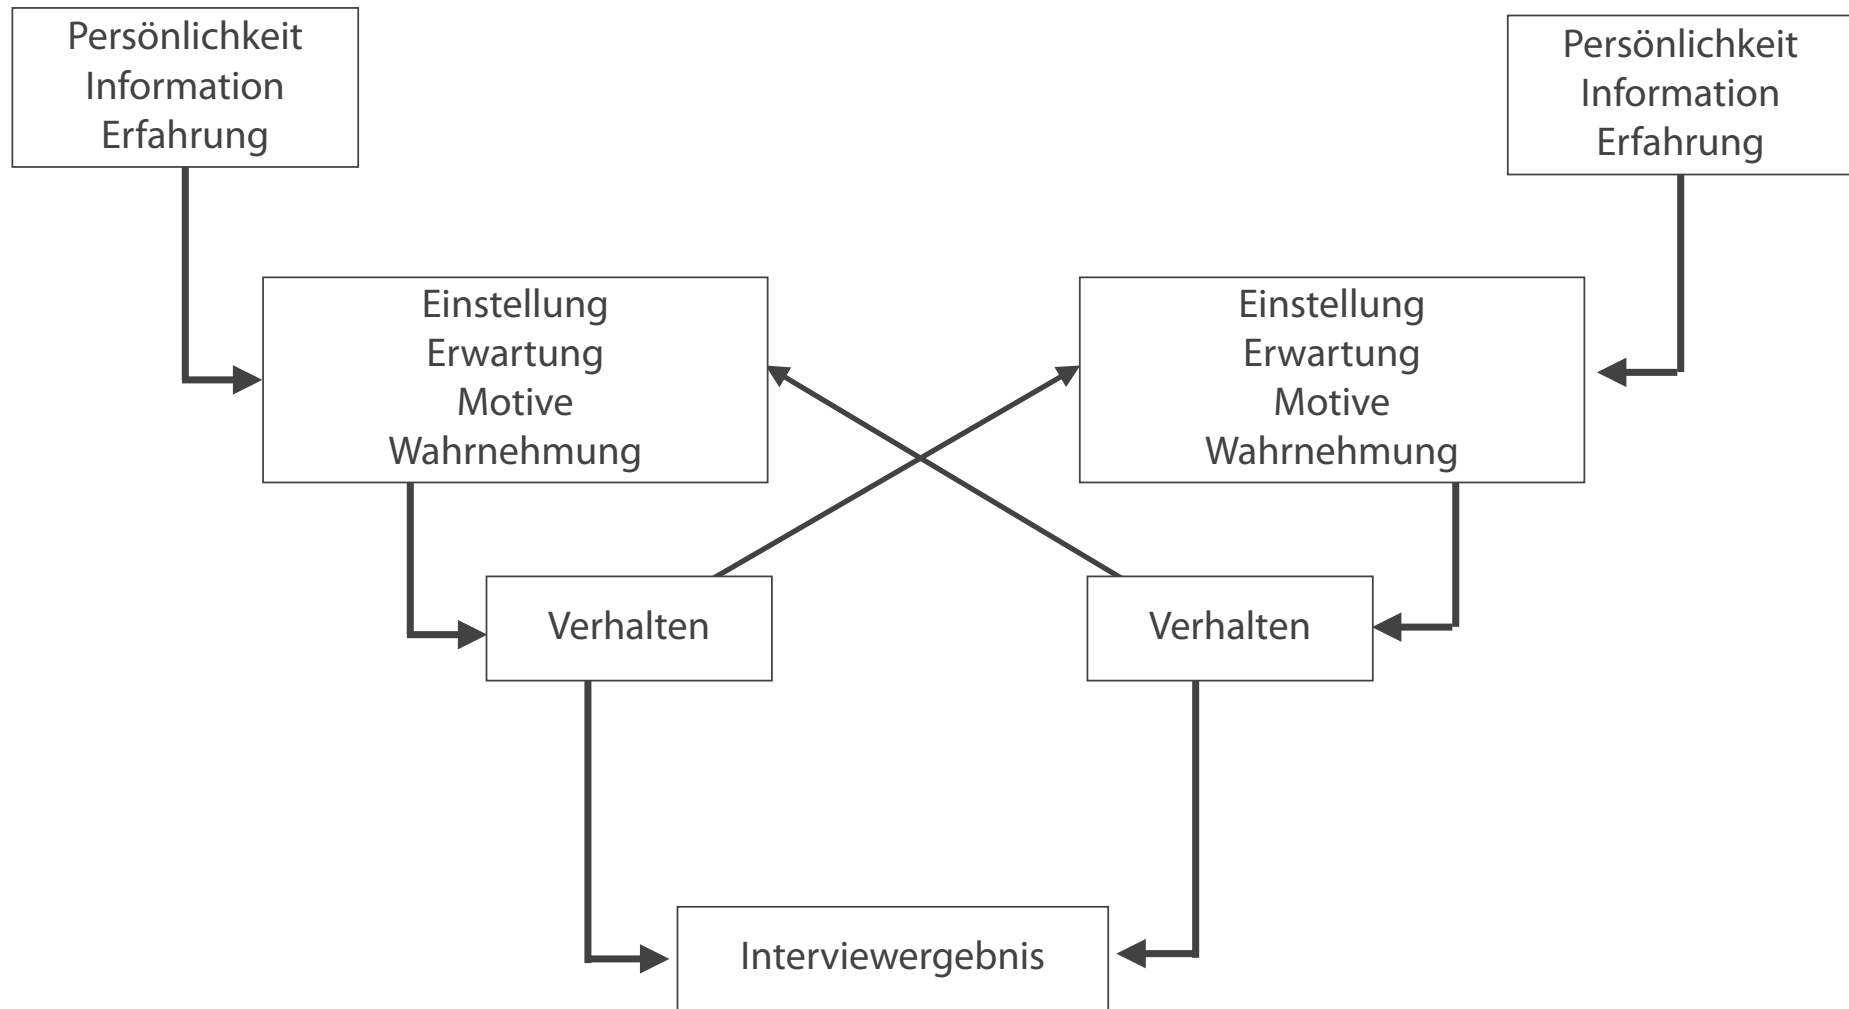 Persönlichkeit
Information
Erfahrung
Persönlichkeit
Information
Erfahrung
Einstellung
Erwartung
Motive
Wahrnehmung
Einstellung
Erwartung
Motive
Wahrnehmung
Verhalten
Verhalten
Interviewergebnis